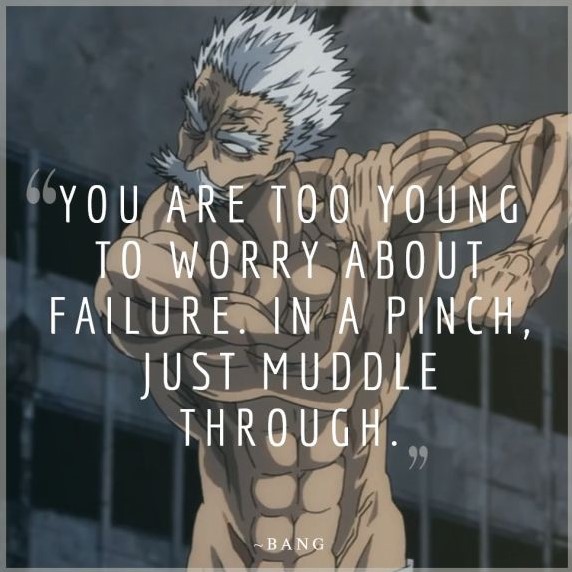 “YOU ARE TOO YOUNG
TO WORRY ABOUT
FAILURE. IN A PINCH,
JUST MUDDLE
THROUGH.”
~BANG